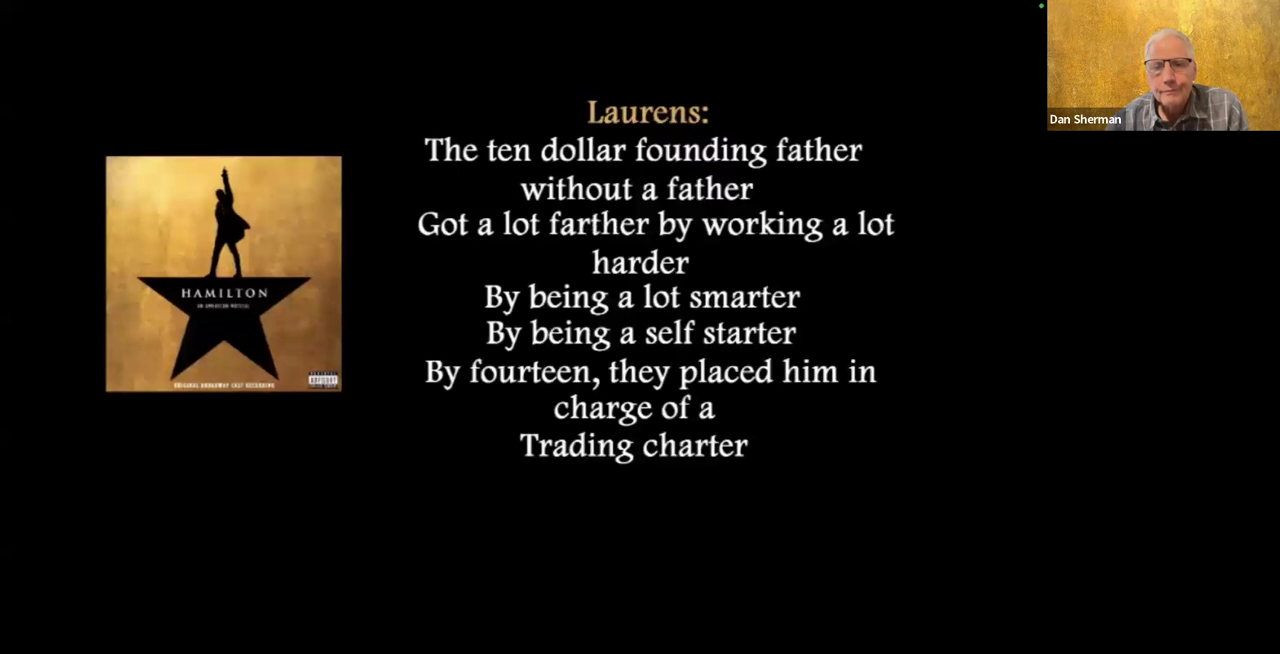 Laurens:
The ten dollar founding father
without a father
Got a lot farther by working a lot
harder
By being a lot smarter
By being a self starter
By fourteen, they placed him in
charge of a
Trading charter
HAMILTON
AN AMERICAN MUSICAL
ORIGINAL BROADWAY CAST RECORDING
ADVISORY
Dan Sherman